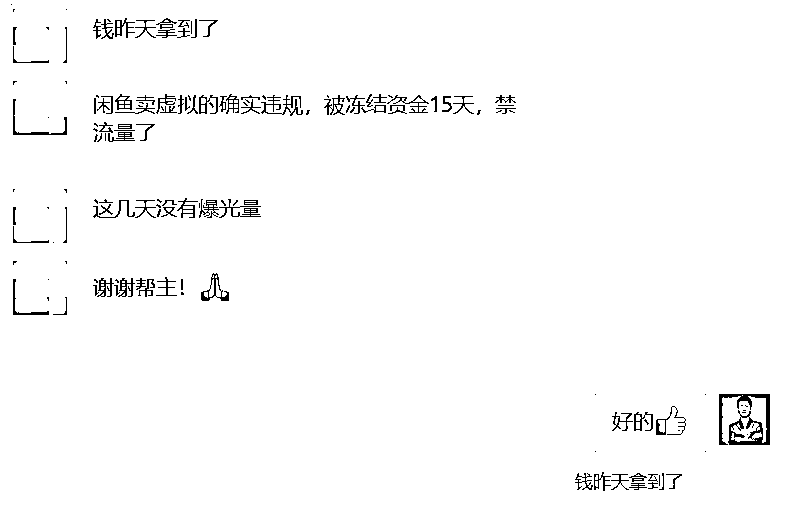 钱昨天拿到了
闲鱼卖虚拟的确实违规，被冻结资金15天，禁
流量了
这几天没有爆光量
谢谢帮主！🙏
好的👍
钱昨天拿到了